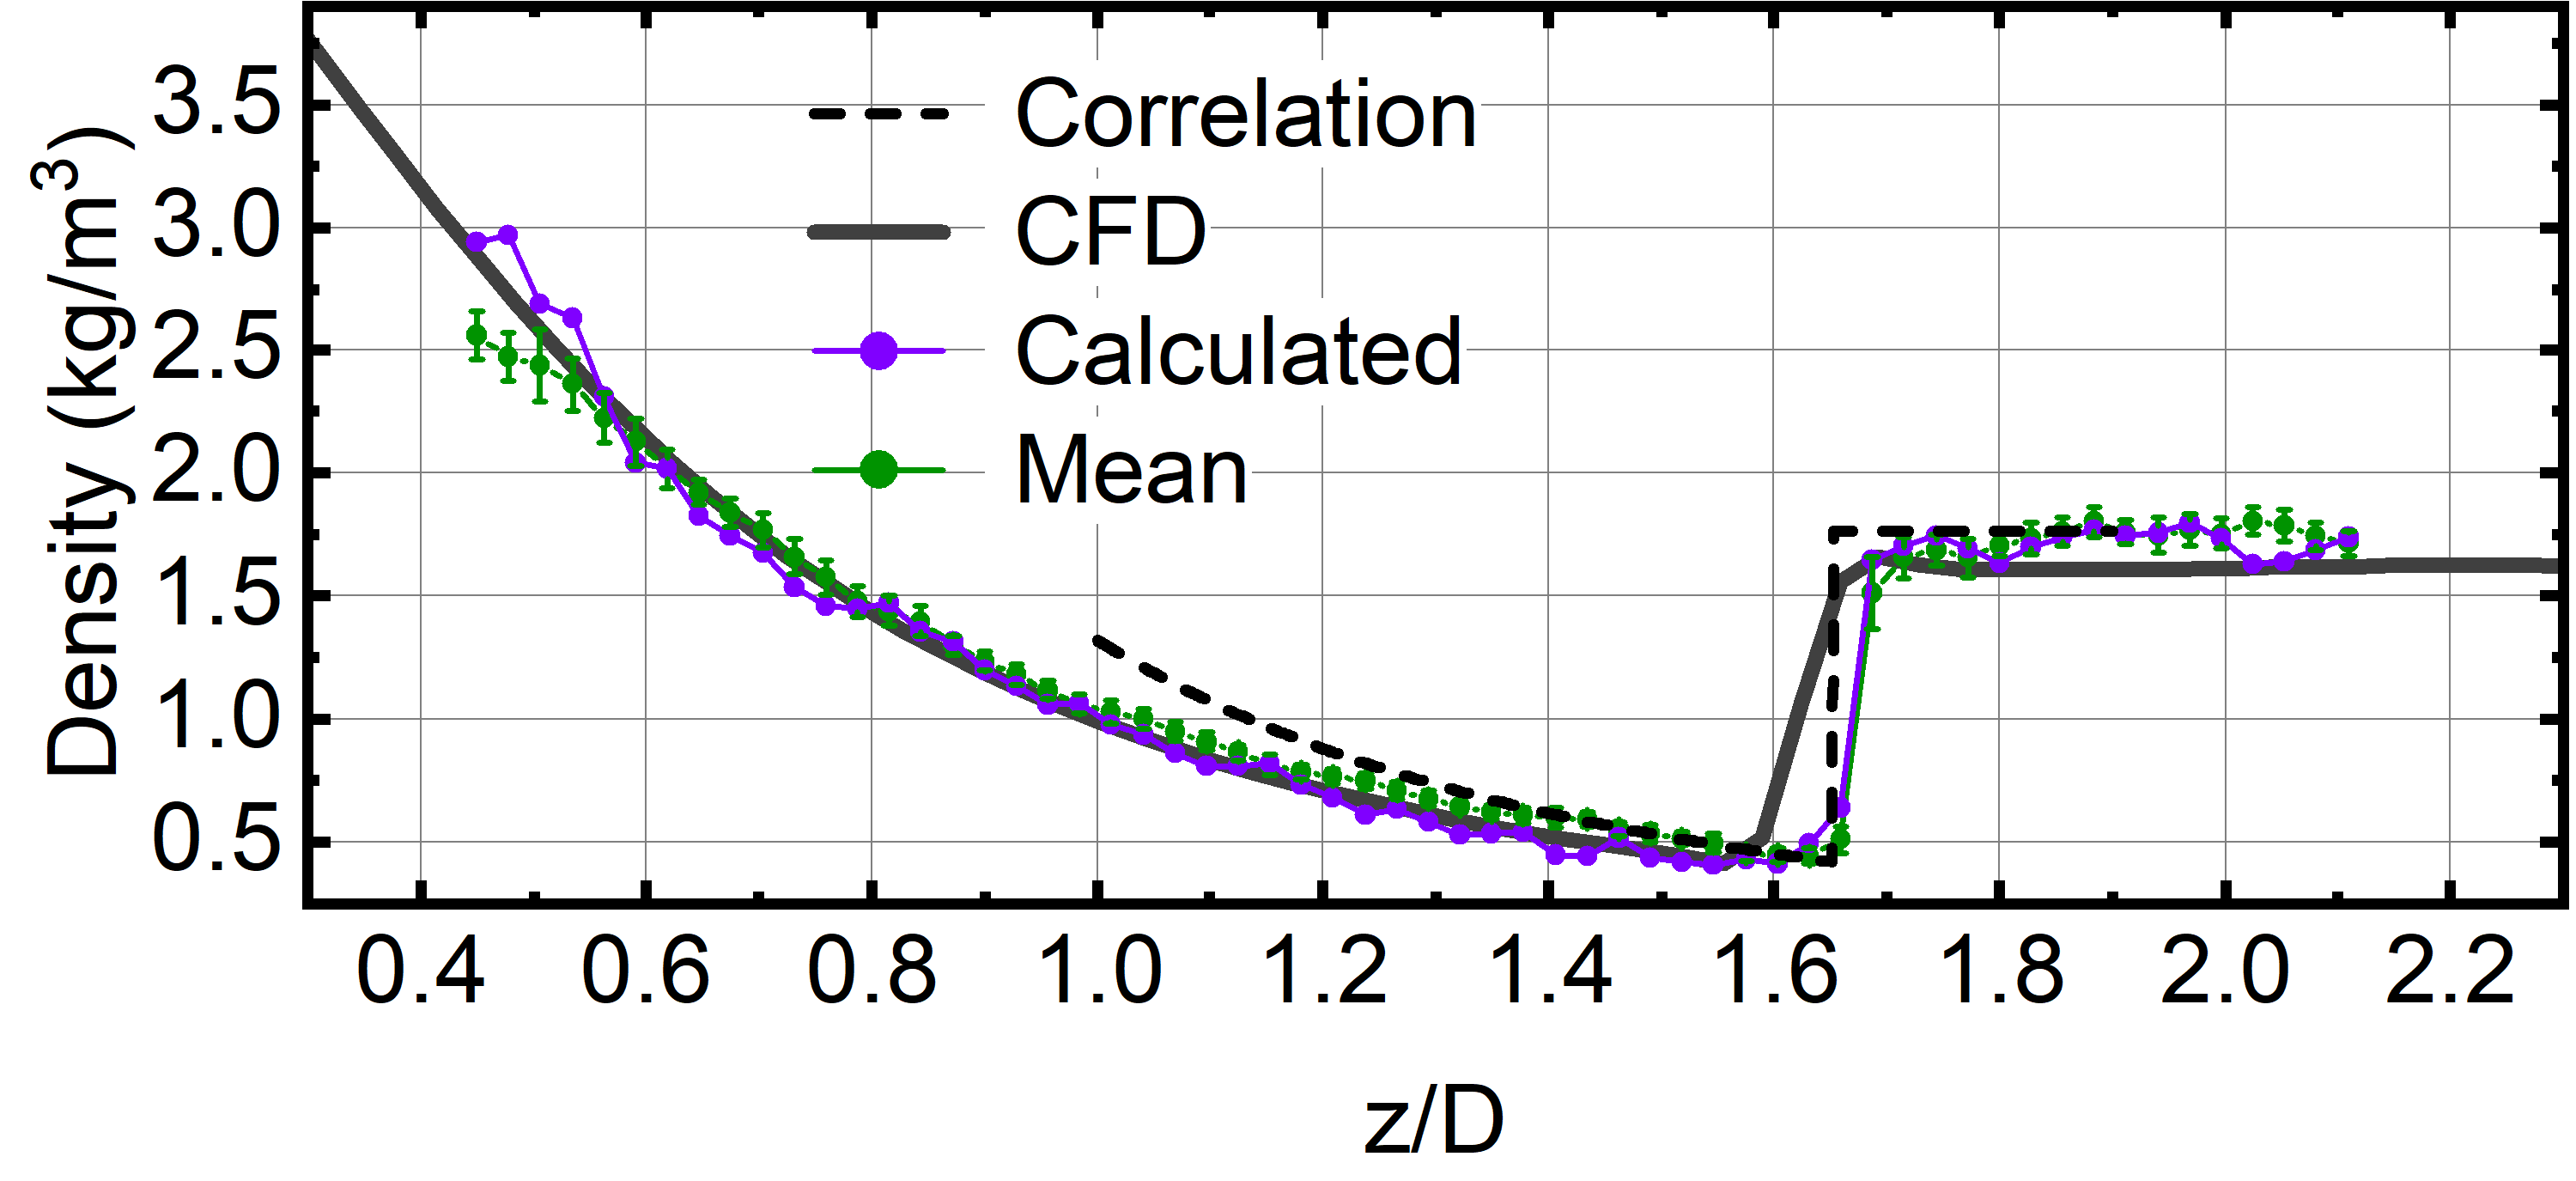 Density (kg/m³)
3.5
3.0
2.5
2.0
1.5
1.0
0.5
Correlation
CFD
Calculated
Mean
0.4 0.6 0.8 1.0 1.2 1.4 1.6 1.8 2.0 2.2
z/D